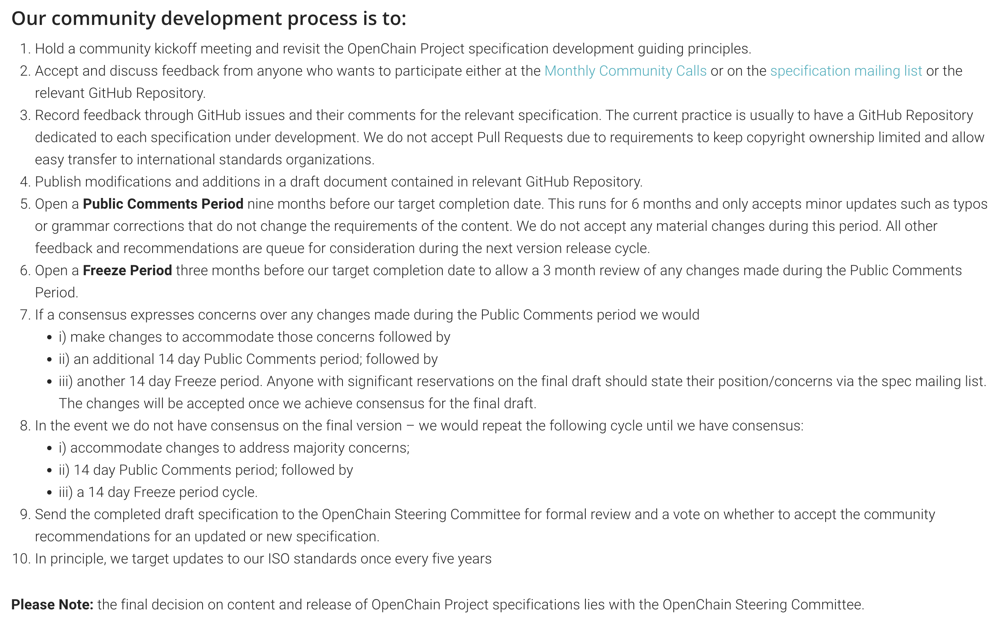 Our community development process is to:
1. Hold a community kickoff meeting and revisit the OpenChain Project specification development guiding principles.
2. Accept and discuss feedback from anyone who wants to participate either at the Monthly Community Calls or on the specification mailing list or the
relevant GitHub Repository.
3. Record feedback through GitHub issues and their comments for the relevant specification. The current practice is usually to have a GitHub Repository
dedicated to each specification under development. We do not accept Pull Requests due to requirements to keep copyright ownership limited and allow
easy transfer to international standards organizations.
4. Publish modifications and additions in a draft document contained in relevant GitHub Repository.
5. Open a Public Comments Period nine months before our target completion date. This runs for 6 months and only accepts minor updates such as typos
or grammar corrections that do not change the requirements of the content. We do not accept any material changes during this period. All other
feedback and recommendations are queue for consideration during the next version release cycle.
6. Open a Freeze Period three months before our target completion date to allow a 3 month review of any changes made during the Public Comments
Period.
7. If a consensus expresses concerns over any changes made during the Public Comments period we would
• i) make changes to accommodate those concerns followed by
• ii) an additional 14 day Public Comments period; followed by
• iii) another 14 day Freeze period. Anyone with significant reservations on the final draft should state their position/concerns via the spec mailing list.
The changes will be accepted once we achieve consensus for the final draft.
8. In the event we do not have consensus on the final version – we would repeat the following cycle until we have consensus:
• i) accommodate changes to address majority concerns;
• ii) 14 day Public Comments period; followed by
• iii) a 14 day Freeze period cycle.
9. Send the completed draft specification to the OpenChain Steering Committee for formal review and a vote on whether to accept the community
recommendations for an updated or new specification.
10. In principle, we target updates to our ISO standards once every five years
Please Note: the final decision on content and release of OpenChain Project specifications lies with the OpenChain Steering Committee.